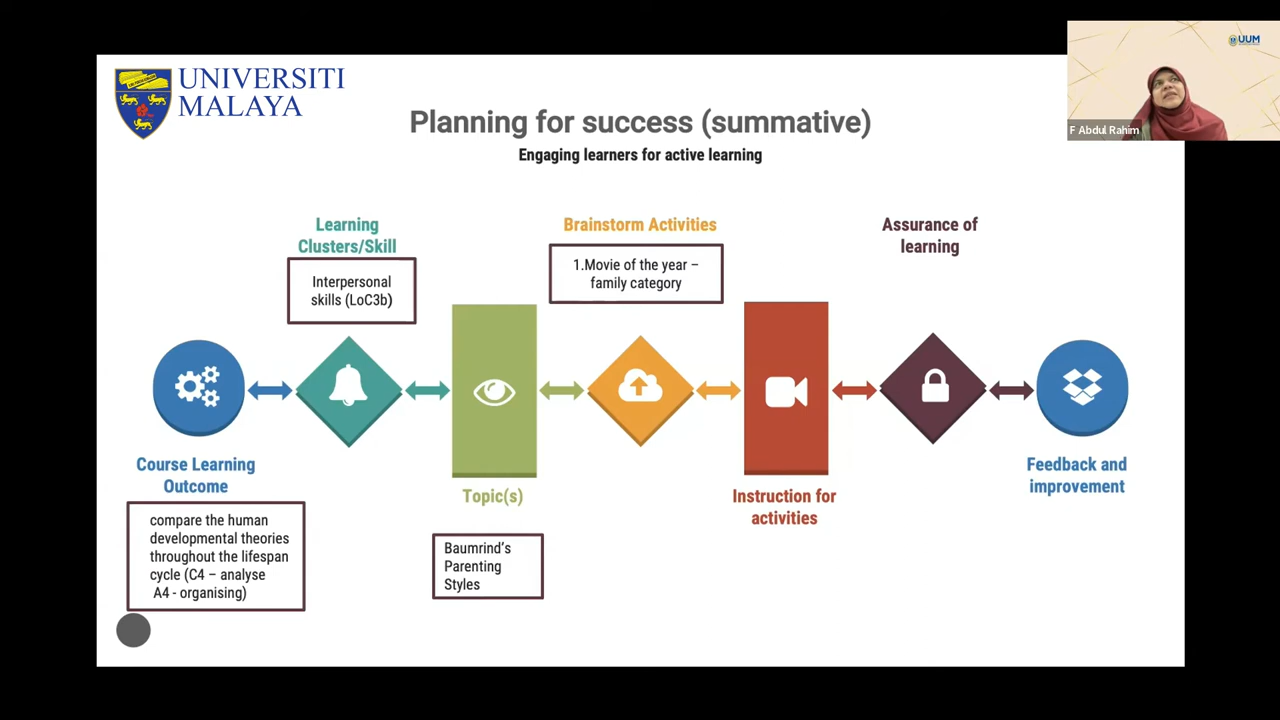 UNIVERSITI
MALAYA
Planning for success (summative)
Engaging learners for active learning
UUM
F Abdul Rahim
Learning
Clusters/Skill
Interpersonal
skills (LoC3b)
Brainstorm Activities
1.Movie of the year –
family category
Assurance of
learning
Course Learning
Outcome
compare the human
developmental theories
throughout the lifespan
cycle (C4 – analyse
A4 - organising)
Topic(s)
Baumrind's
Parenting
Styles
Instruction for
activities
Feedback and
improvement